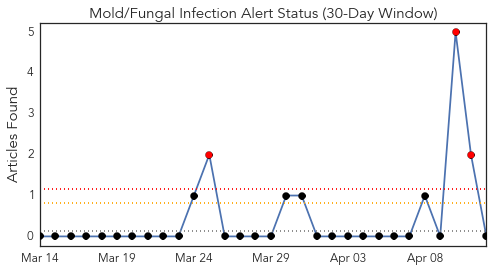 Mold/Fungal Infection Alert Status (30-Day Window)
Articles Found
5
4
3
2
1
0
Mar 14 Mar 19 Mar 24 Mar 29 Apr 03 Apr 08